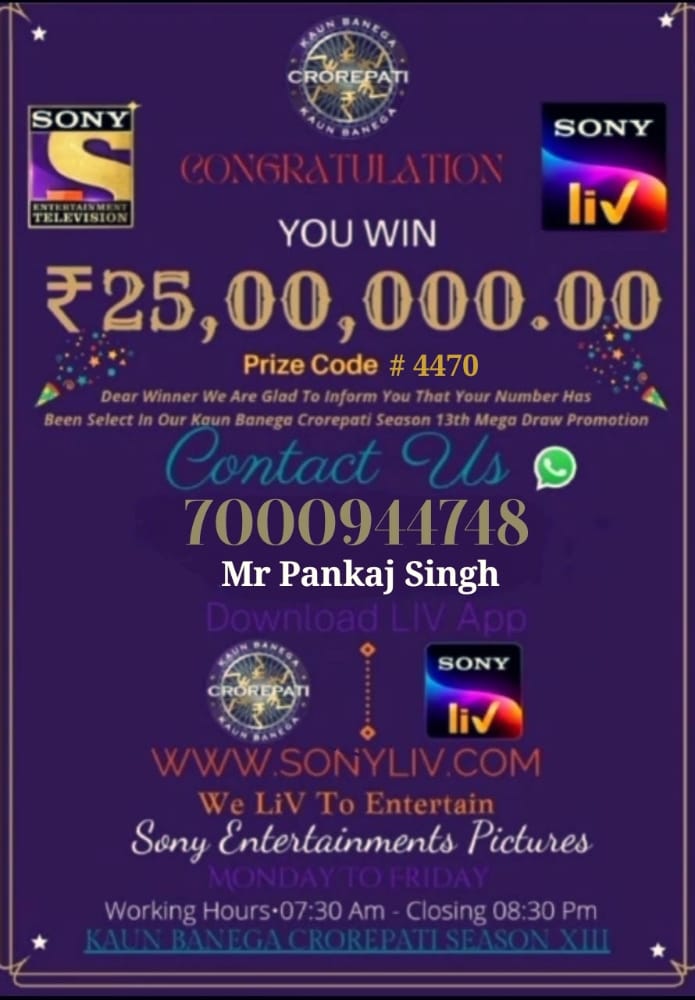 KAUN BANEGA
CROREPATI
KAUN BANEGA
SONY
S
ENTERTAINMENT
TELEVISION
SONY
liv
CONGRATULATION
YOU WIN
₹25,00,000.00
Prize Code # 4470
Dear Winner We Are Glad To Inform You That Your Number Has
Been Select In Our Kaun Banega Crorepati Season 13th Mega Draw Promotion
Contact Us
7000944748
Mr Pankaj Singh
Download LIV App
KAUN BANEGA
CROREPATI
KAUN BANEGA
SONY
liv
WWW.SONYLIV.COM
We LiV To Entertain
Sony Entertainments Pictures
MONDAY TO FRIDAY
Working Hours•07:30 Am - Closing 08:30 Pm
KAUN BANEGA CROREPATI SEASON XIII